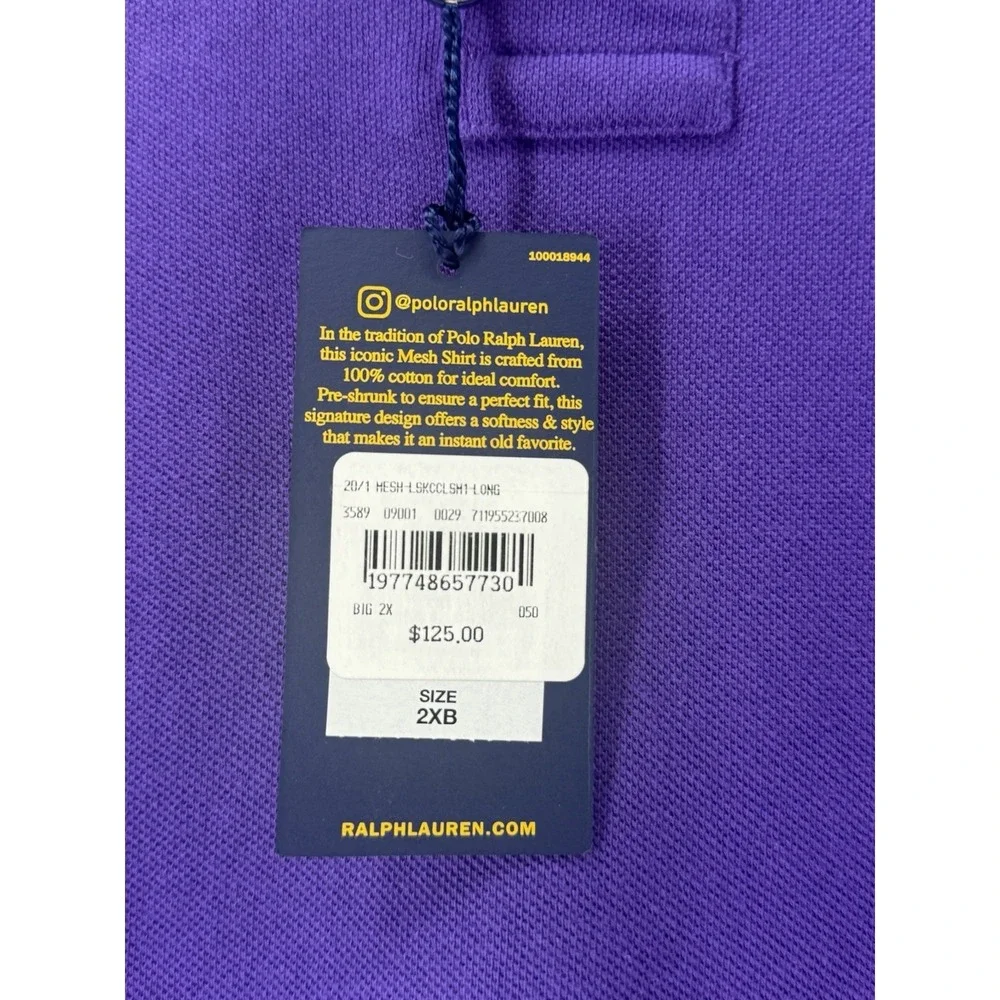 100018944
@poloralphlauren
In the tradition of Polo Ralph Lauren,
this iconic Mesh Shirt is crafted from
100% cotton for ideal comfort.
Pre-shrunk to ensure a perfect fit, this
signature design offers a softness & style
that makes it an instant old favorite.
20/1 MESH-LSKCCLSM1-LONG
3589 09001 0029 711955237008
197748657730
BIG 2X 050
$125.00
SIZE
2XB
RALPHLAUREN.COM